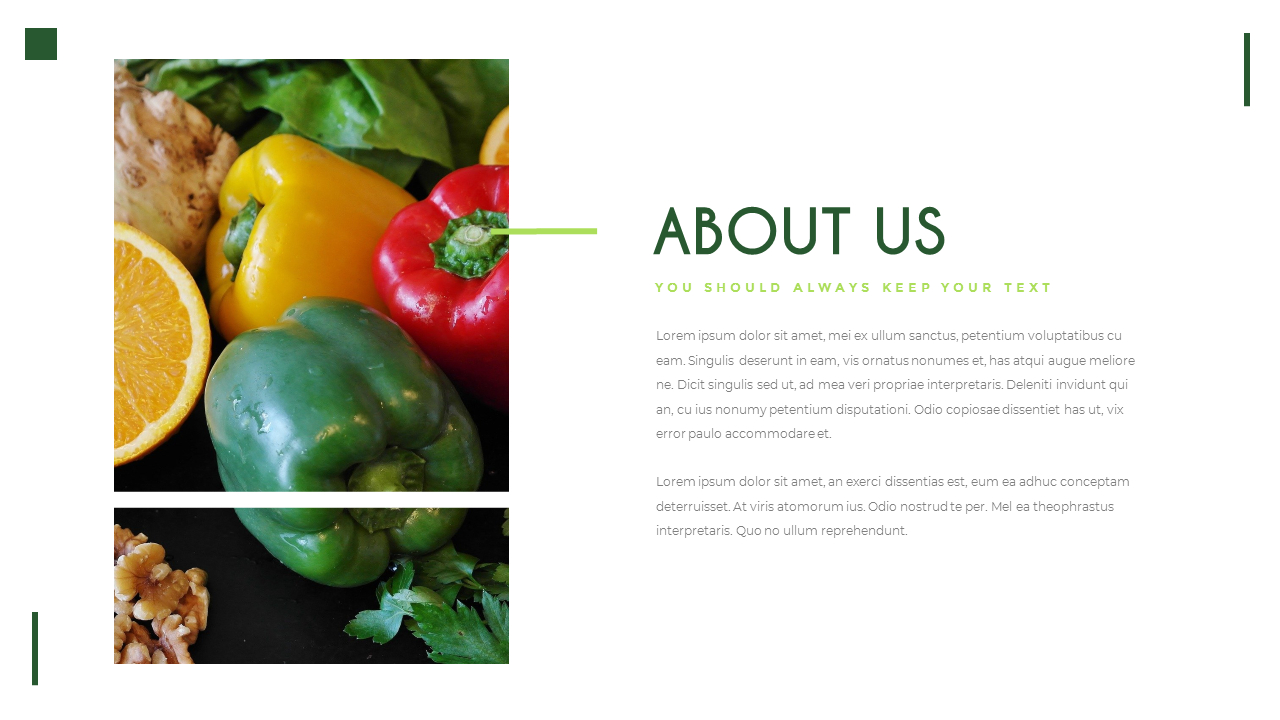 ABOUT US
YOU SHOULD ALWAYS KEEP YOUR TEXT
Lorem ipsum dolor sit amet, mei ex ullum sanctus, petentium voluptatibus cu
eam. Singulis deserunt in eam, vis ornatus nonumes et, has atqui augue meliore
ne. Dicit singulis sed ut, ad mea veri propriae interpretaris. Deleniti invidunt qui
an, cu ius nonumy petentium disputationi. Odio copiosae dissentiet has ut, vix
error paulo accommodare et.
Lorem ipsum dolor sit amet, an exerci dissentias est, eum ea adhuc conceptam
deterruisset. At viris atomorum ius. Odio nostrud te per. Mel ea theophrastus
interpretaris. Quo no ullum reprehendunt.